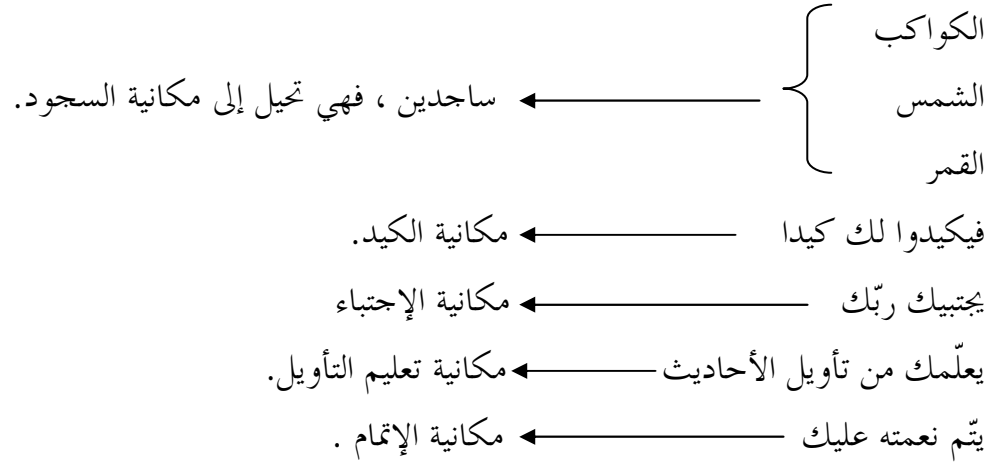 الكواكب
الشمس ساجدين ، فهي تحيل إلى مكانية السجود.
القمر
فيكيدوا لك كيدا مكانية الكيد.
يجتبيك ربّك مكانية الإجتباء
يعلّمك من تأويل الأحاديث مكانية تعليم التأويل.
يتّم نعمته عليك مكانية الإتمام .